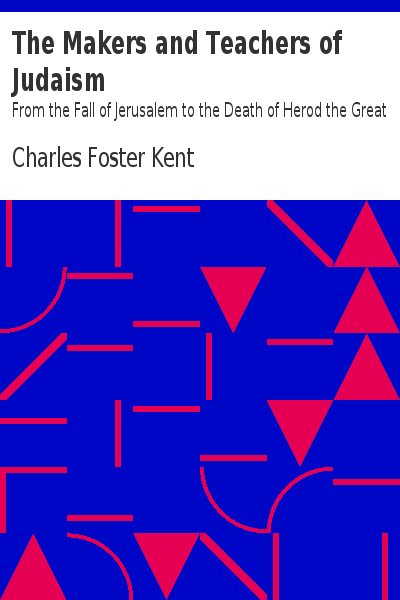 The Makers and Teachers of
Judaism
From the Fall of Jerusalem to the Death of Herod the Great
Charles Foster Kent